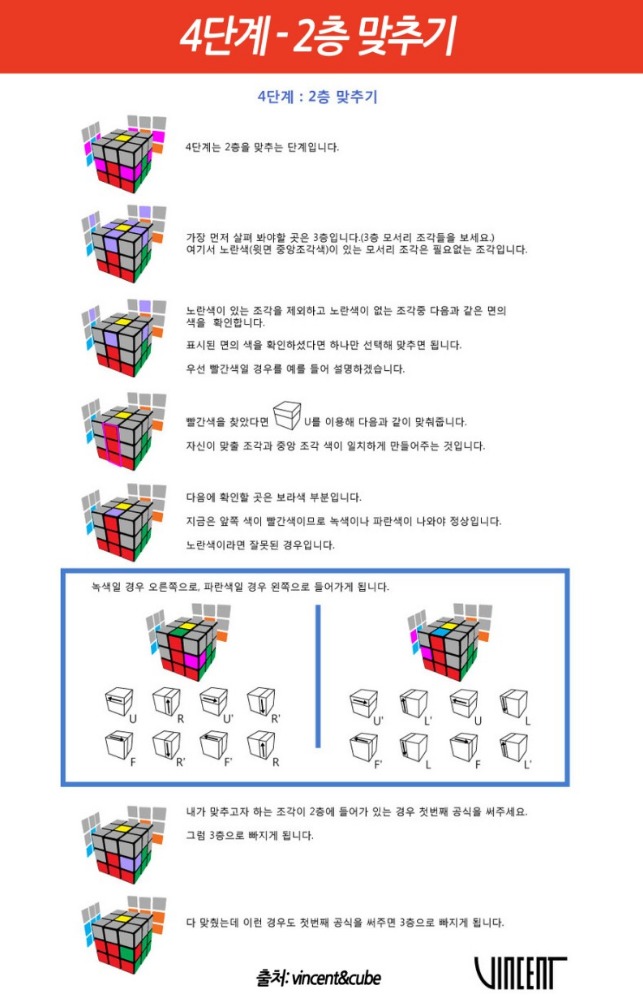 4단계 - 2층 맞추기
4단계 : 2층 맞추기
4단계는 2층을 맞추는 단계입니다.
가장 먼저 살펴 봐야할 곳은 3층입니다.(3층 모서리 조각들을 보세요.)
여기서 노란색(윗면 중앙조각색)이 있는 모서리 조각은 필요없는 조각입니다.
노란색이 있는 조각을 제외하고 노란색이 없는 조각중 다음과 같은 면의
색을 확인합니다.
표시된 면의 색을 확인하셨다면 하나만 선택해 맞추면 됩니다.
우선 빨간색일 경우를 예를 들어 설명하겠습니다.
빨간색을 찾았다면 U를 이용해 다음과 같이 맞춰줍니다.
자신이 맞출 조각과 중앙 조각 색이 일치하게 만들어주는 것입니다.
다음에 확인할 곳은 보라색 부분입니다.
지금은 앞쪽 색이 빨간색이므로 녹색이나 파란색이 나와야 정상입니다.
노란색이라면 잘못된 경우입니다.
녹색일 경우 오른쪽으로, 파란색일 경우 왼쪽으로 들어가게 됩니다.
U R U' R'
F R' F' R
U' L' U L
F' L F L'
내가 맞추고자 하는 조각이 2층에 들어가 있는 경우 첫번째 공식을 써주세요.
그럼 3층으로 빠지게 됩니다.
다 맞췄는데 이런 경우도 첫번째 공식을 써주면 3층으로 빠지게 됩니다.
출처: vincent&cube
VINCENT